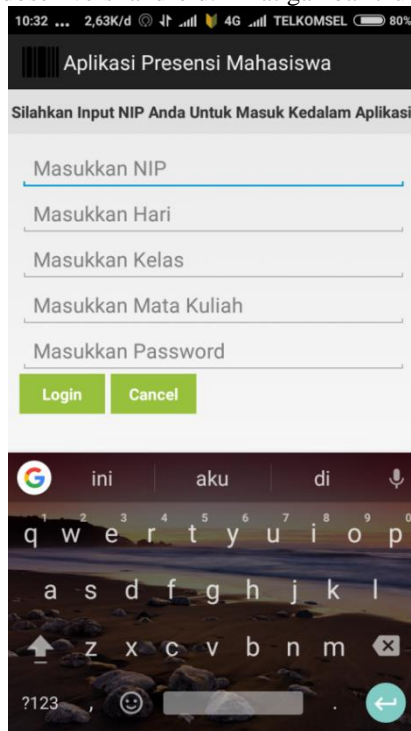 10:32 ... 2,63K/d 4G TELKOMSEL 80%
Aplikasi Presensi Mahasiswa
Silahkan Input NIP Anda Untuk Masuk Kedalam Aplikasi
Masukkan NIP
Masukkan Hari
Masukkan Kelas
Masukkan Mata Kuliah
Masukkan Password
Login Cancel
G ini aku di
1 2 3 4 5 6 7 8 9 0
q w e r t y u i o p
a s d f g h j k l
z x c v b n m
?123 , .